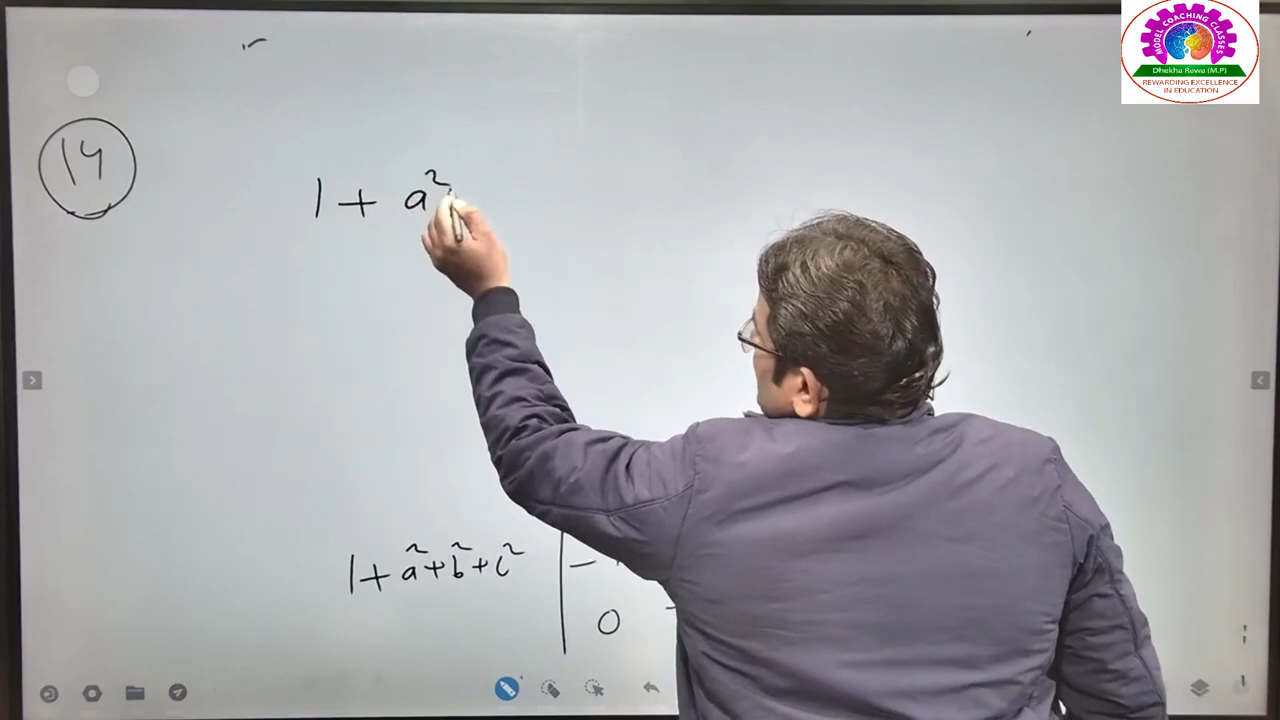 MODEL COACHING CLASSES
Dhekha Rewa (M.P)
REWARDING EXCELLENCE
IN EDUCATION
14
1 + a²
1 + a² + b² + c² | -
0